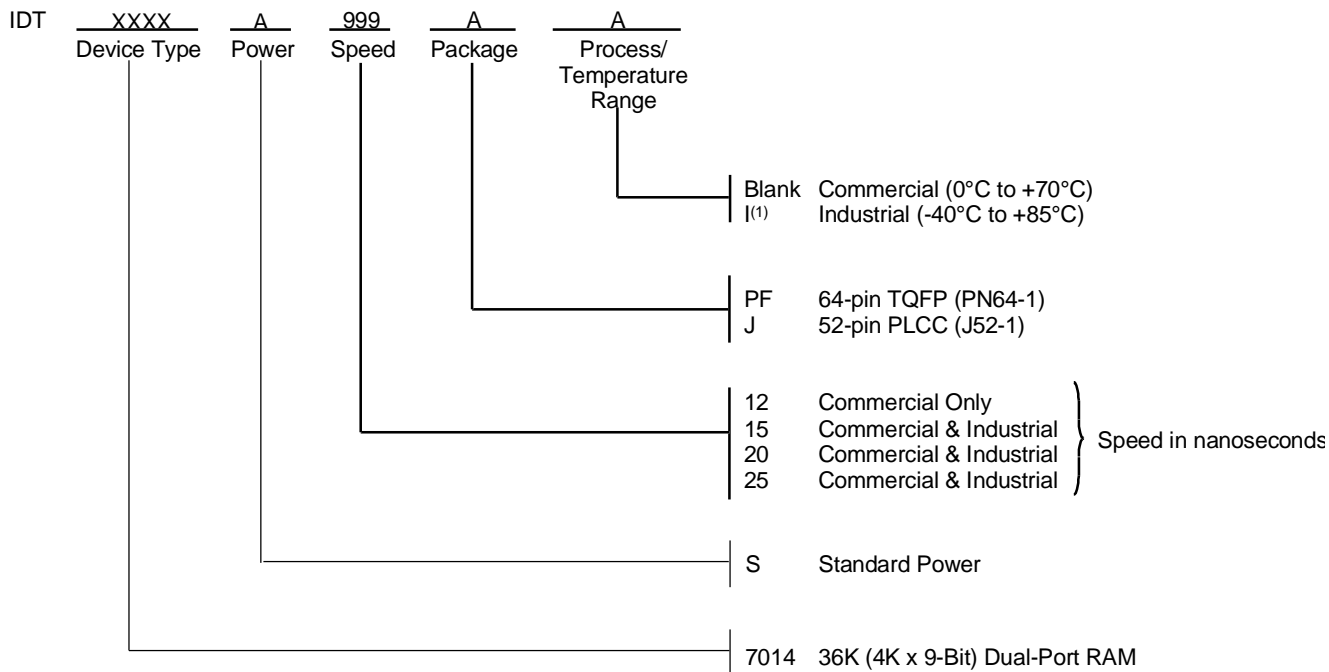 IDT XXXX A 999 A A
Device Type Power Speed Package Process/
Temperature
Range
Blank Commercial (0°C to +70°C)
I(1) Industrial (-40°C to +85°C)
PF 64-pin TQFP (PN64-1)
J 52-pin PLCC (J52-1)
12 Commercial Only
15 Commercial & Industrial
20 Commercial & Industrial
25 Commercial & Industrial
Speed in nanoseconds
S Standard Power
7014 36K (4K x 9-Bit) Dual-Port RAM